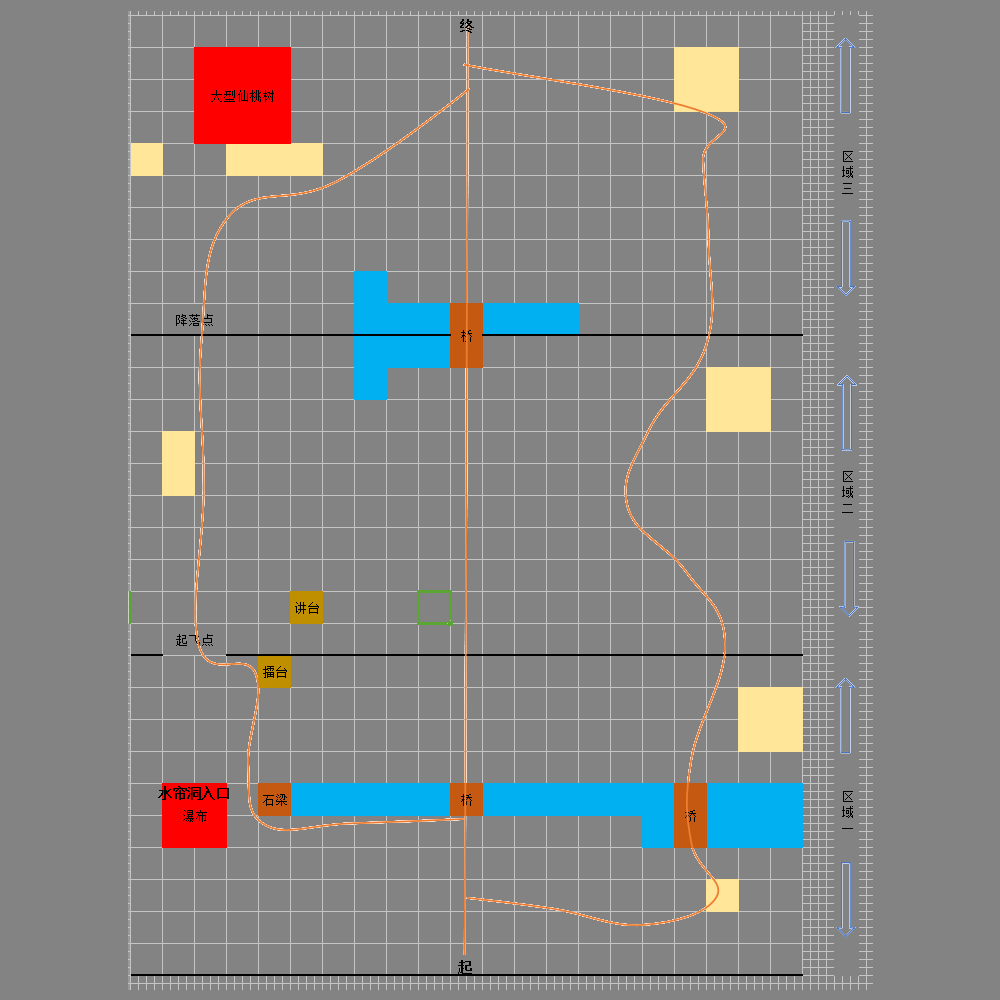 终
大型仙桃树
区
域
三
降落点
桥
区
域
二
讲台
起飞点
擂台
水帘洞入口
石梁
桥
瀑布
桥
区
域
一
起